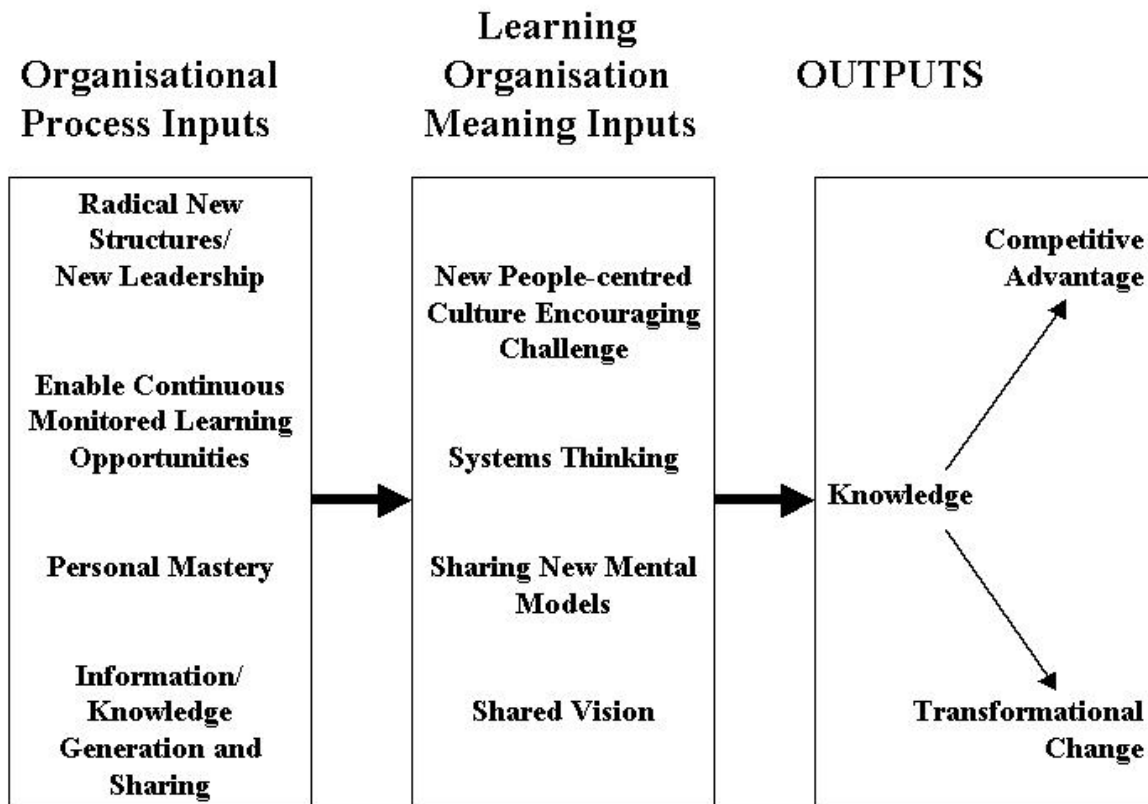 Organisational
Process Inputs
Learning
Organisation
Meaning Inputs
OUTPUTS
Radical New
Structures/
New Leadership
Enable Continuous
Monitored Learning
Opportunities
Personal Mastery
Information/
Knowledge
Generation and
Sharing
New People-centred
Culture Encouraging
Challenge
Systems Thinking
Sharing New Mental
Models
Shared Vision
Competitive
Advantage
Knowledge
Transformational
Change